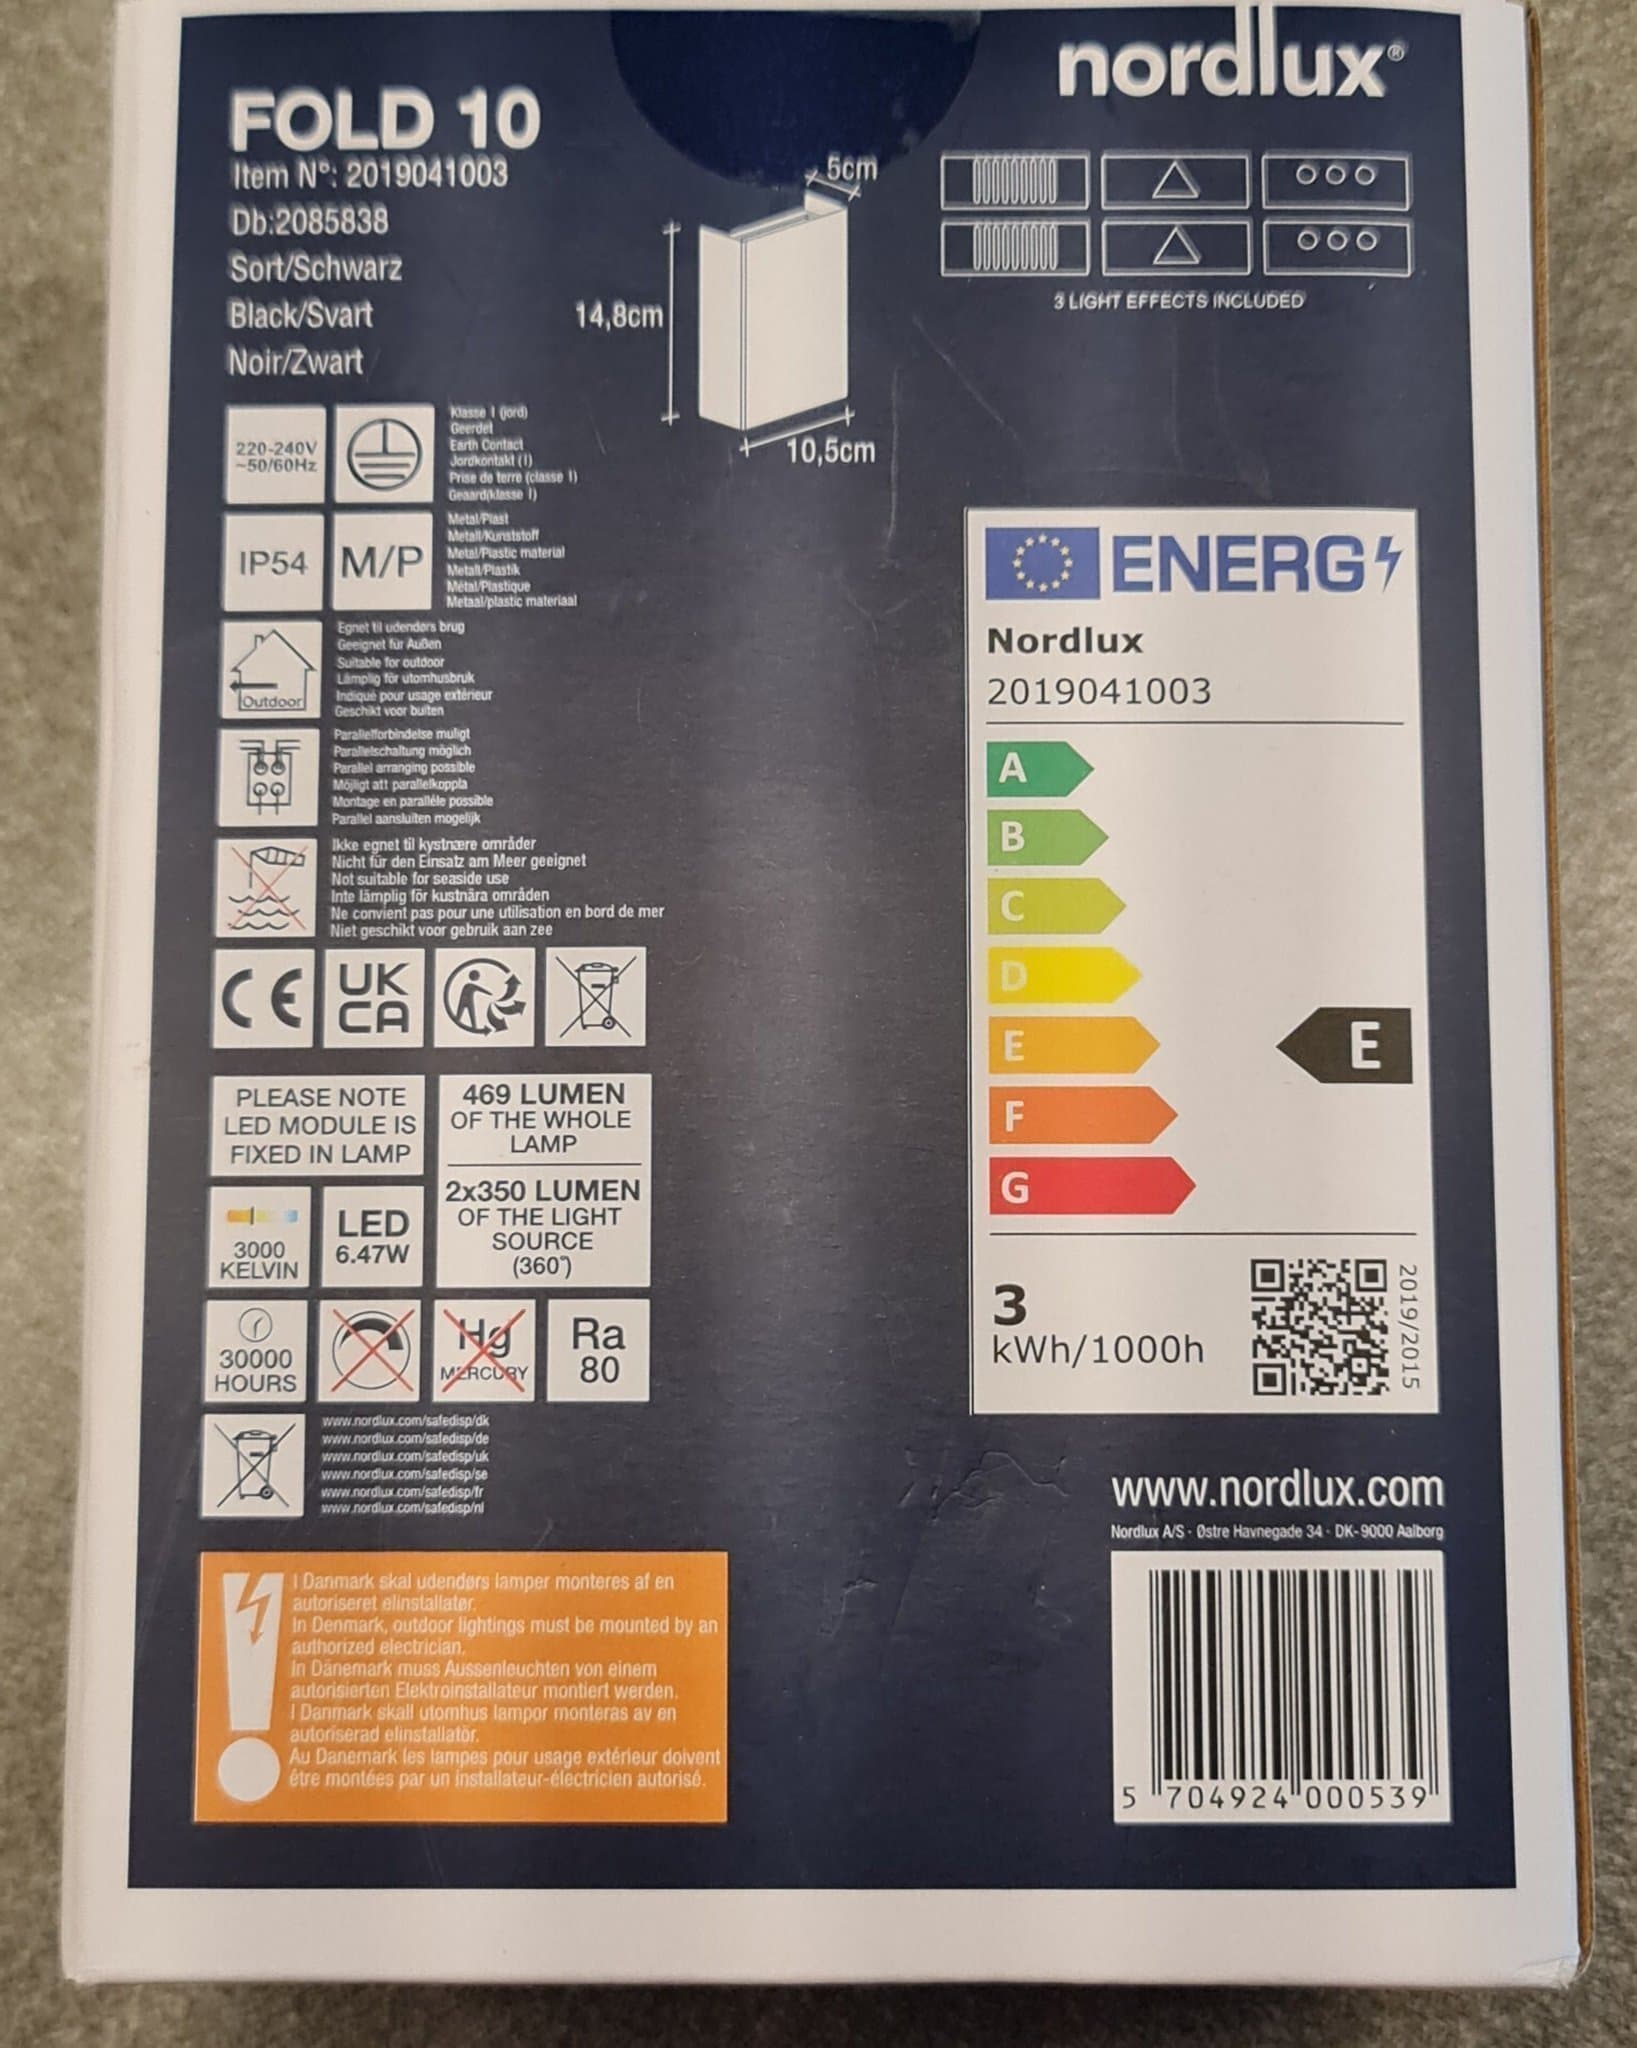 nordlux®
FOLD 10
Item N°: 2019041003
Db:2085838
Sort/Schwarz
Black/Svart
Noir/Zwart
5cm
14,8cm
10,5cm
3 LIGHT EFFECTS INCLUDED
220-240V
~50/60Hz
Klasse I (jord)
Geerdet
Earth Contact
Jordkontakt (I)
Prise de terre (classe I)
Geaard(klasse I)
IP54
M/P
Metal/Plast
Metall/Kunststoff
Metal/Plastic material
Metall/Plastik
Métal/Plastique
Metaal/plastic materiaal
Outdoor
Egnet til udendørs brug
Geeignet für Außen
Suitable for outdoor
Lämplig för utomhusbruk
Indiqué pour usage extérieur
Geschikt voor buiten
Parallelforbindelse muligt
Parallelschaltung möglich
Parallel arranging possible
Möjligt att parallelkoppla
Montage en paralléle possible
Parallel aansluiten mogelijk
Ikke egnet til kystnære områder
Nicht für den Einsatz am Meer geeignet
Not suitable for seaside use
Inte lämplig för kustnära områden
Ne convient pas pour une utilisation en bord de mer
Niet geschikt voor gebruik aan zee
CE
UK
CA
PLEASE NOTE
LED MODULE IS
FIXED IN LAMP
469 LUMEN
OF THE WHOLE
LAMP
2x350 LUMEN
OF THE LIGHT
SOURCE
(360°)
3000
KELVIN
LED
6.47W
30000
HOURS
Hg
MERCURY
Ra
80
www.nordlux.com/safedisp/dk
www.nordlux.com/safedisp/de
www.nordlux.com/safedisp/uk
www.nordlux.com/safedisp/se
www.nordlux.com/safedisp/fr
www.nordlux.com/safedisp/nl
I Danmark skal udendørs lamper monteres af en
autoriseret elinstallatør.
In Denmark, outdoor lightings must be mounted by an
authorized electrician.
In Dänemark muss Aussenleuchten von einem
autorisierten Elektroinstallateur montiert werden.
I Danmark skall utomhus lampor monteras av en
autoriserad elinstallatör.
Au Danemark les lampes pour usage extérieur doivent
être montées par un installateur-électricien autorisé.
ENERG
Nordlux
2019041003
A
B
C
D
E
E
F
G
3
kWh/1000h
2019/2015
www.nordlux.com
Nordlux A/S - Østre Havnegade 34 - DK-9000 Aalborg
5 704924 000539